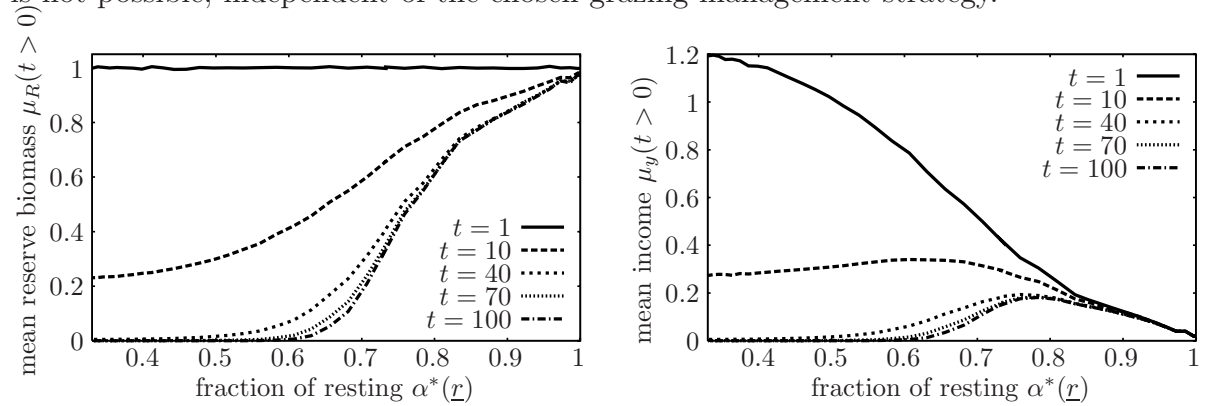 is not possible, independent of the chosen grazing management strategy.
mean reserve biomass μ_R(t > 0)
1
0.8
0.6
0.4
0.2
0
t = 1
t = 10
t = 40
t = 70
t = 100
0.4 0.5 0.6 0.7 0.8 0.9 1
fraction of resting α*(r)
mean income μ_y(t > 0)
1.2
1
0.8
0.6
0.4
0.2
0
t = 1
t = 10
t = 40
t = 70
t = 100
0.4 0.5 0.6 0.7 0.8 0.9 1
fraction of resting α*(r)